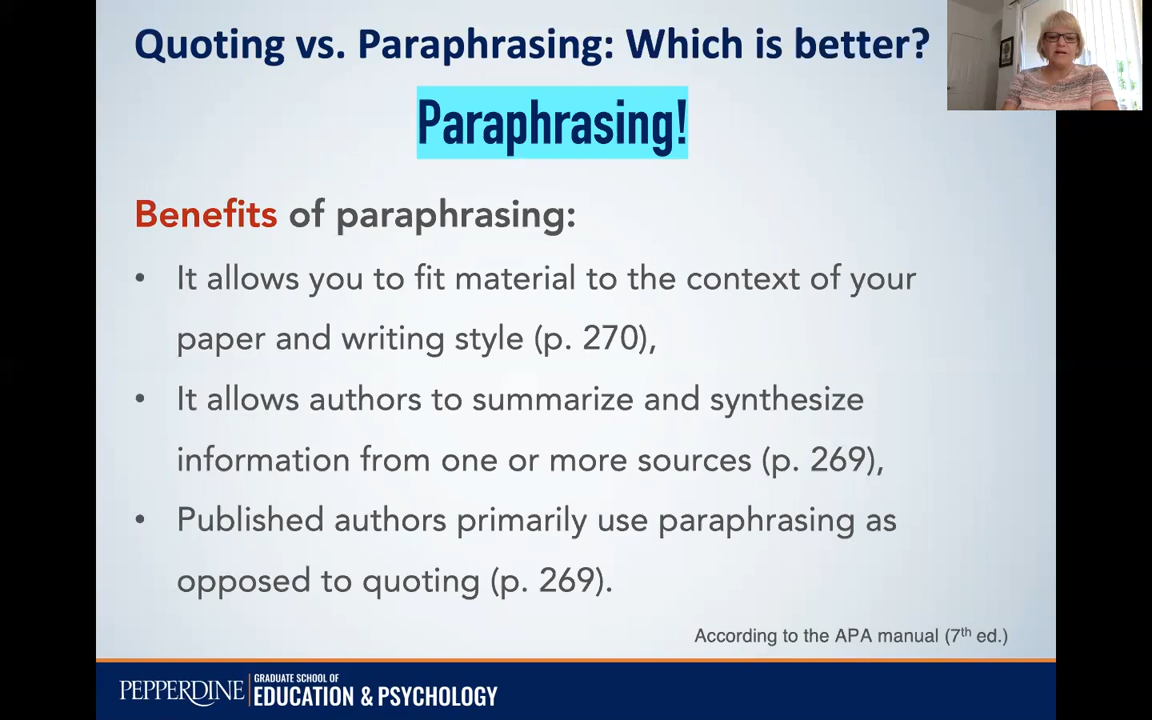 Quoting vs. Paraphrasing: Which is better?
Paraphrasing!
Benefits of paraphrasing:
• It allows you to fit material to the context of your
paper and writing style (p. 270),
• It allows authors to summarize and synthesize
information from one or more sources (p. 269),
• Published authors primarily use paraphrasing as
opposed to quoting (p. 269).
According to the APA manual (7th ed.)
PEPPERDINE
GRADUATE SCHOOL OF
EDUCATION & PSYCHOLOGY